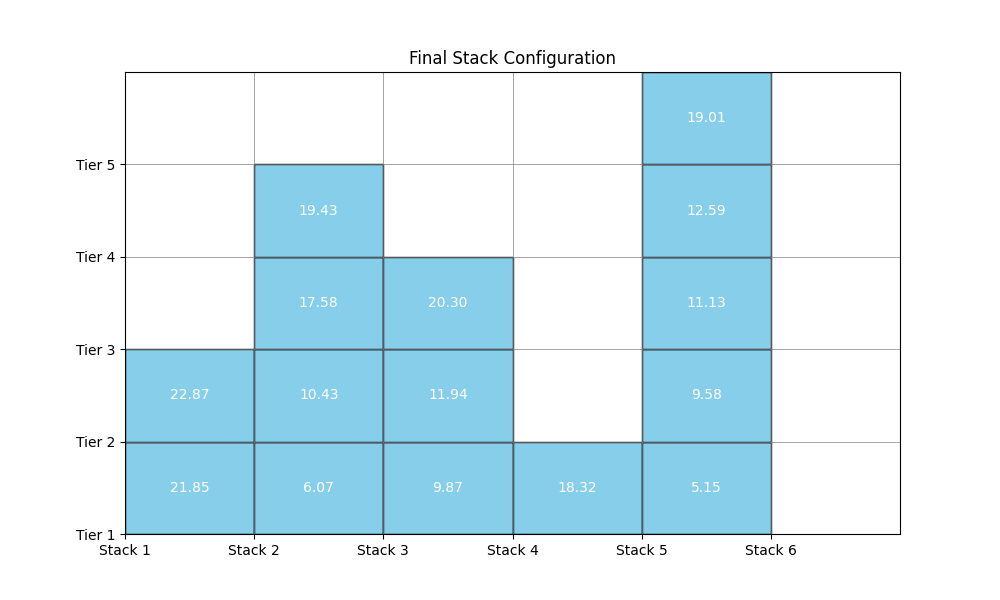 Final Stack Configuration
19.01
Tier 5
19.43 12.59
Tier 4
17.58 20.30 11.13
Tier 3
22.87 10.43 11.94 9.58
Tier 2
21.85 6.07 9.87 18.32 5.15
Tier 1
Stack 1 Stack 2 Stack 3 Stack 4 Stack 5 Stack 6